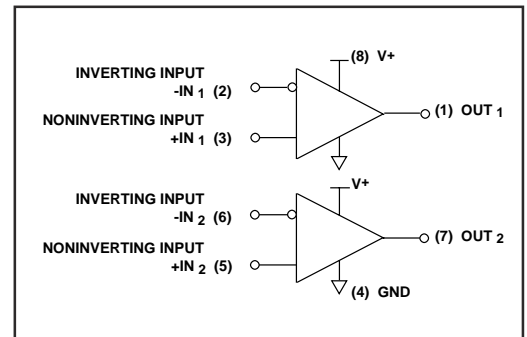 (8) V+
INVERTING INPUT
-IN 1 (2)
(1) OUT 1
NONINVERTING INPUT
+IN 1 (3)
V+
INVERTING INPUT
-IN 2 (6)
(7) OUT 2
NONINVERTING INPUT
+IN 2 (5)
(4) GND